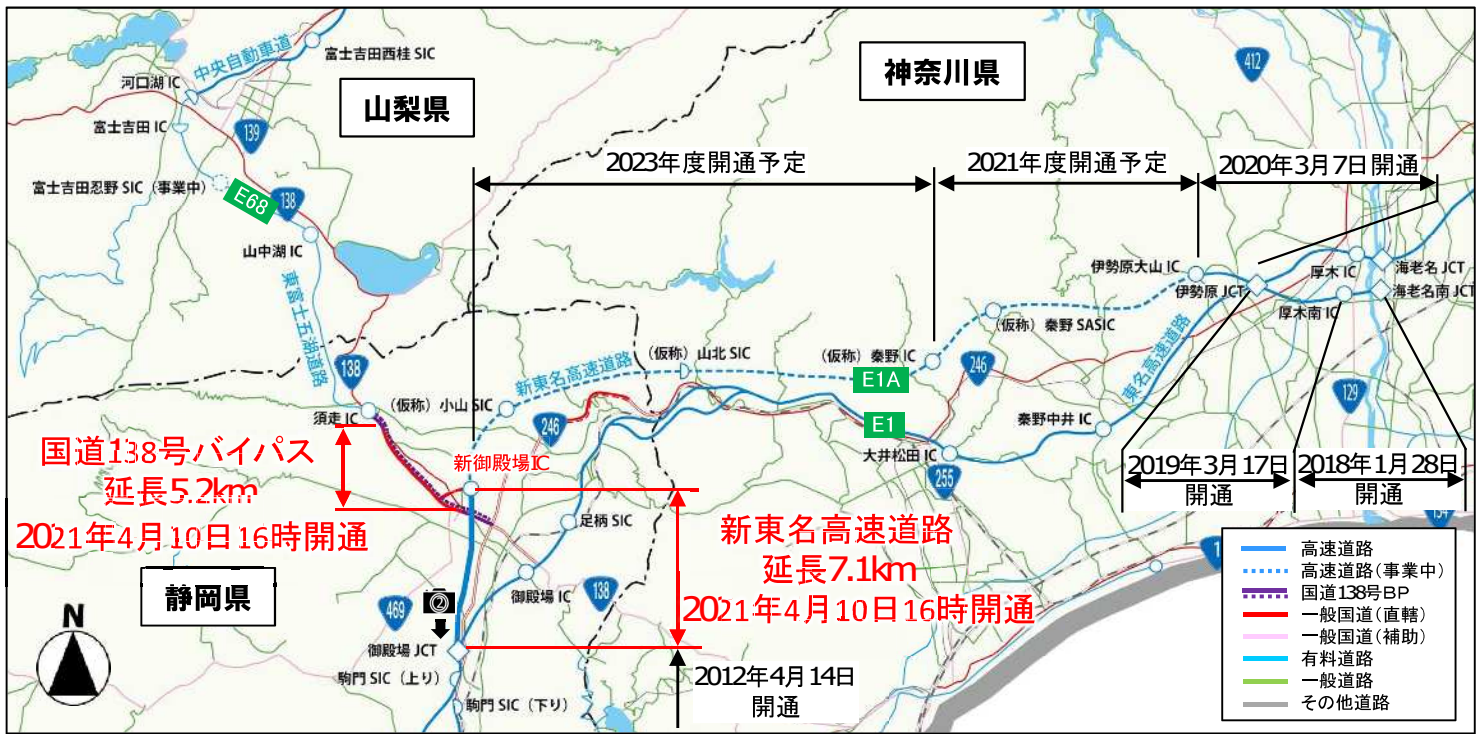 富士吉田西桂 SIC
中央自動車道
河口湖 IC
412
神奈川県
山梨県
富士吉田 IC
139
2023年度開通予定
2021年度開通予定
2020年3月7日開通
富士吉田忍野 SIC（事業中）
E68
138
山中湖 IC
東富士五湖道路
伊勢原大山 IC
厚木 IC
海老名 JCT
伊勢原 JCT
海老名南 JCT
厚木南 IC
（仮称）秦野 SASIC
138
新東名高速道路
（仮称）山北 SIC
（仮称）秦野 IC
246
E1A
東名高速道路
129
須走 IC
（仮称）小山 SIC
246
E1
秦野中井 IC
国道138号バイパス
延長5.2km
2021年4月10日16時開通
新御殿場IC
大井松田 IC
255
2019年3月17日
開通
2018年1月28日
開通
134
足柄 SIC
新東名高速道路
延長7.1km
2021年4月10日16時開通
静岡県
469
2
御殿場 IC
138
N
御殿場 JCT
駒門 SIC（上り）
駒門 SIC（下り）
2012年4月14日
開通
高速道路
高速道路(事業中)
国道138号BP
一般国道(直轄)
一般国道(補助)
有料道路
一般道路
その他道路